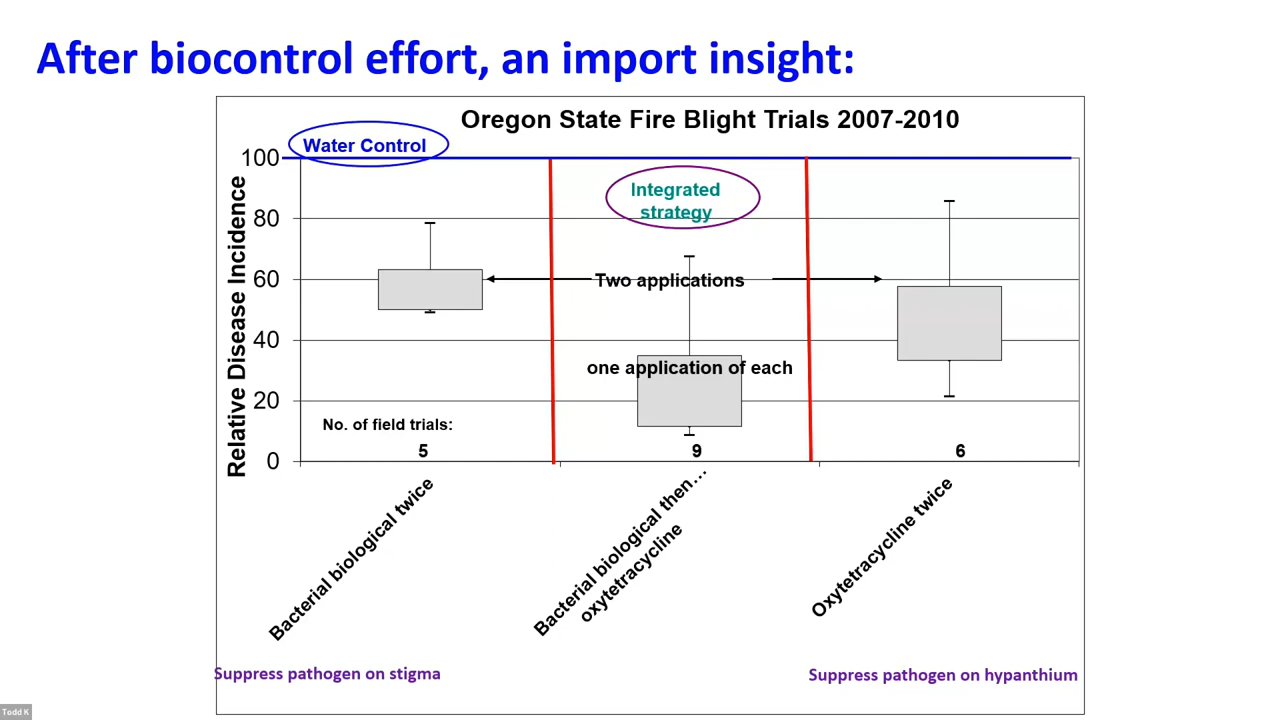 After biocontrol effort, an import insight:
Oregon State Fire Blight Trials 2007-2010
Water Control
Relative Disease Incidence
100
80
60
40
20
0
Integrated
strategy
Two applications
one application of each
No. of field trials:
5
9
6
Bacterial biological twice
Bacterial biological then…
oxytetracycline
Oxytetracycline twice
Suppress pathogen on stigma
Suppress pathogen on hypanthium
Todd K